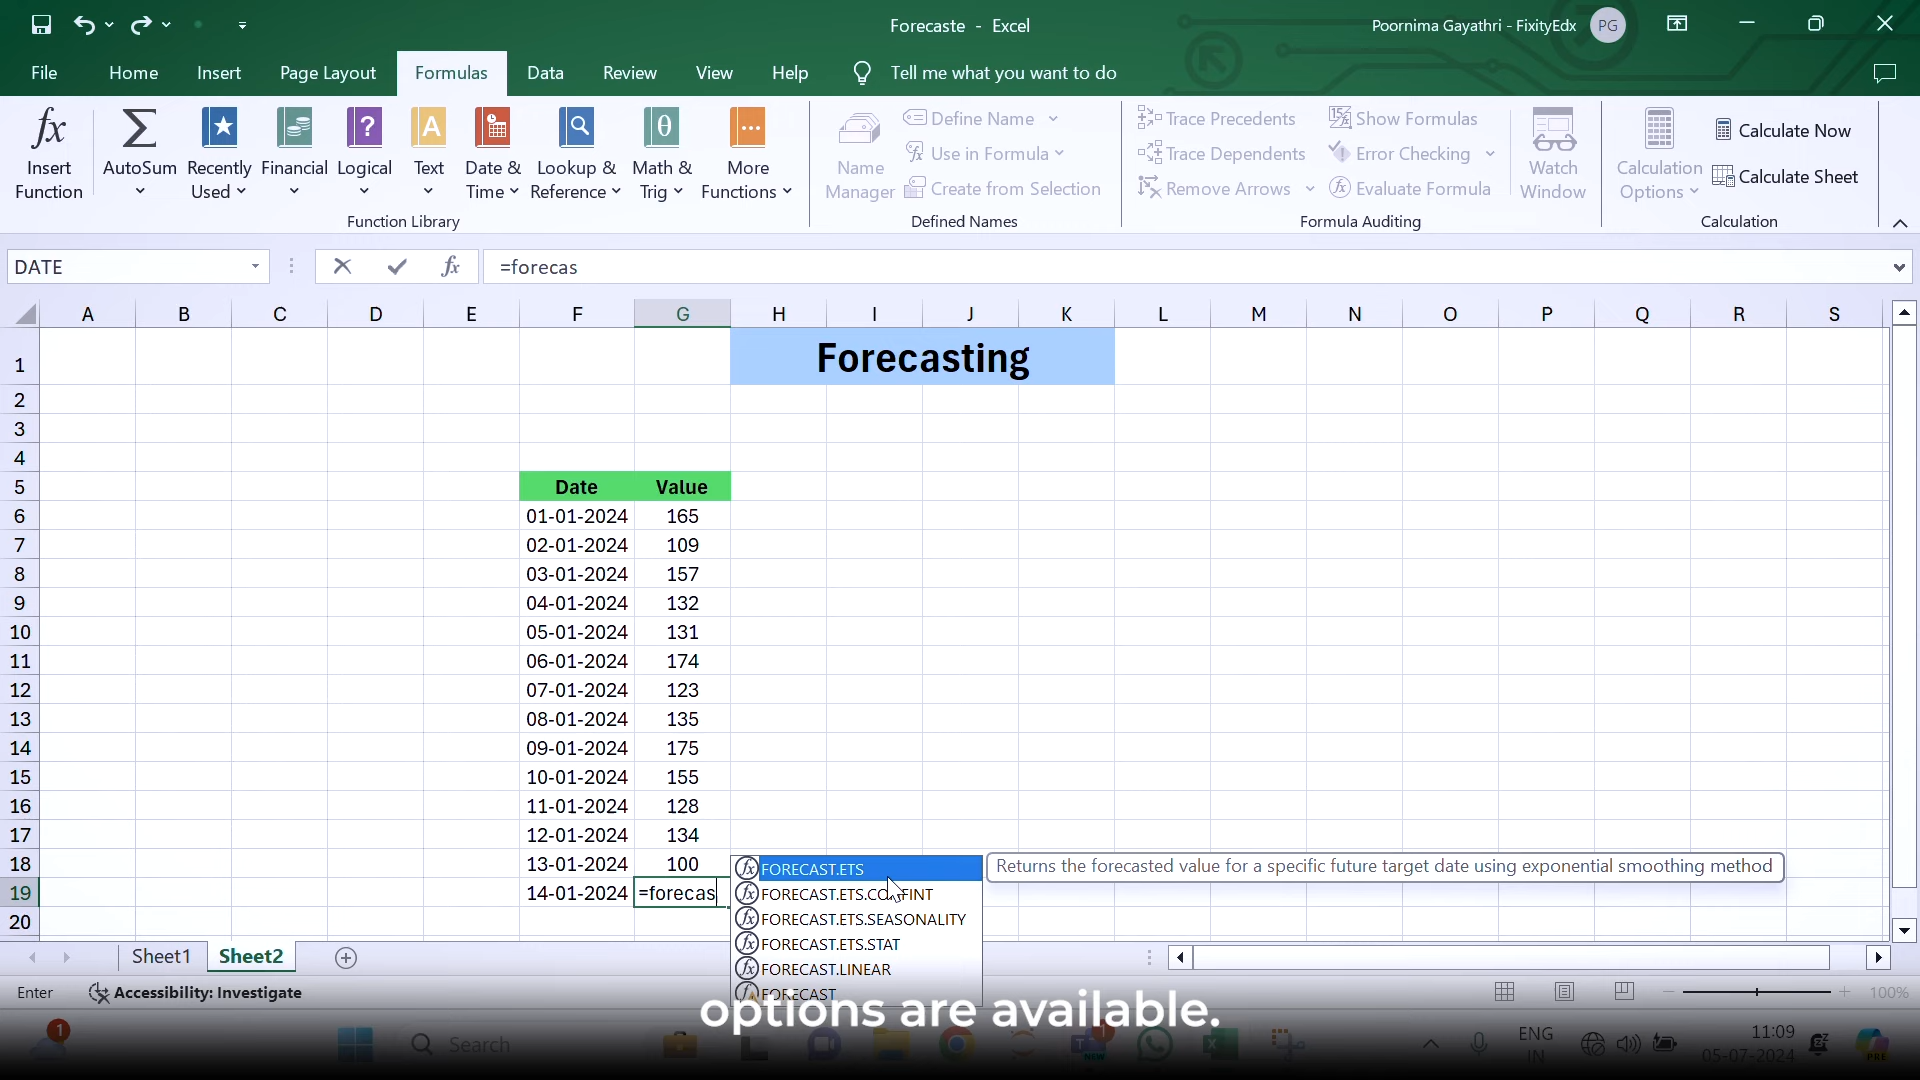 Forecaste - Excel
Poornima Gayathri - FixityEdx PG
File Home Insert Page Layout Formulas Data Review View Help Tell me what you want to do
Insert Function
AutoSum
Recently Used
Financial
Logical
Text
Date & Time
Lookup & Reference
Math & Trig
More Functions
Function Library
Name Manager
Define Name
Use in Formula
Create from Selection
Defined Names
Trace Precedents
Trace Dependents
Remove Arrows
Show Formulas
Error Checking
Evaluate Formula
Formula Auditing
Watch Window
Calculation Options
Calculate Now
Calculate Sheet
Calculation
DATE
fx
=forecas
A B C D E F G H I J K L M N O P Q R S
1 Forecasting
2
3
4
5 Date Value
6 01-01-2024 165
7 02-01-2024 109
8 03-01-2024 157
9 04-01-2024 132
10 05-01-2024 131
11 06-01-2024 174
12 07-01-2024 123
13 08-01-2024 135
14 09-01-2024 175
15 10-01-2024 155
16 11-01-2024 128
17 12-01-2024 134
18 13-01-2024 100
19 14-01-2024 =forecas
20
FORECAST.ETS
Returns the forecasted value for a specific future target date using exponential smoothing method
FORECAST.ETS.SEASONALITY
FORECAST.ETS.STAT
FORECAST.LINEAR
FORECAST
Sheet1 Sheet2
Enter Accessibility: Investigate
100%
options are available.
1
Search
ENG
IN
11:09
05-07-2024